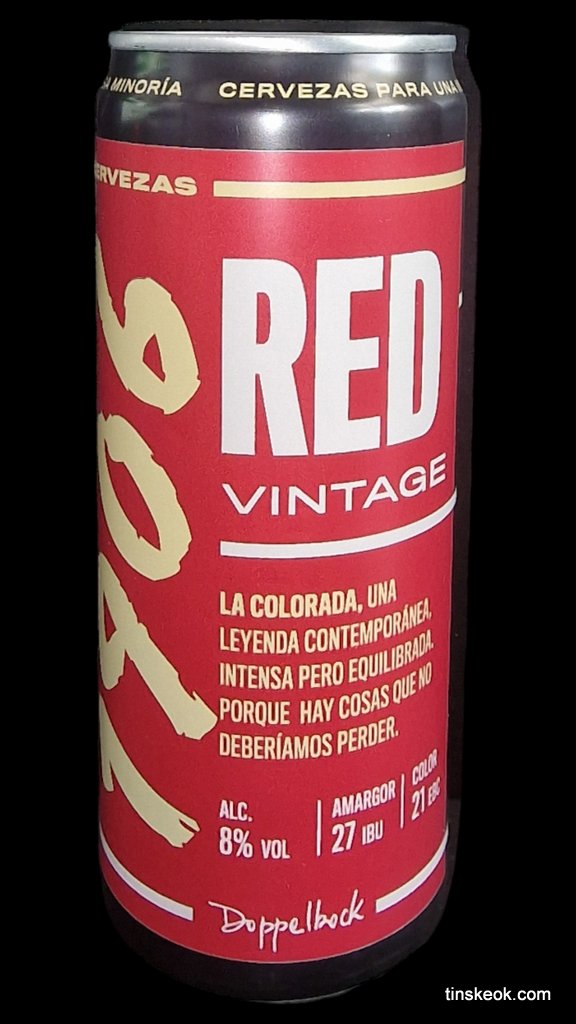 MINORÍA CERVEZAS PARA UNA
CERVEZAS
1906
RED
VINTAGE
LA COLORADA, UNA
LEYENDA CONTEMPORÁNEA,
INTENSA PERO EQUILIBRADA.
PORQUE HAY COSAS QUE NO
DEBERÍAMOS PERDER.
ALC.
8% VOL
AMARGOR
27 IBU
COLOR
21 EBC
Doppelbock
tinskeok.com